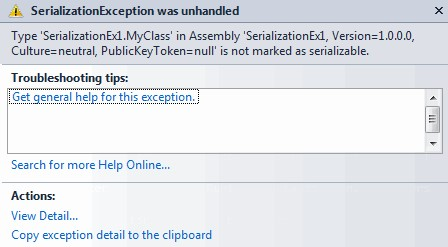 SerializationException was unhandled
Type 'SerializationEx1.MyClass' in Assembly 'SerializationEx1, Version=1.0.0.0,
Culture=neutral, PublicKeyToken=null' is not marked as serializable.
Troubleshooting tips:
Get general help for this exception.
Search for more Help Online...
Actions:
View Detail...
Copy exception detail to the clipboard